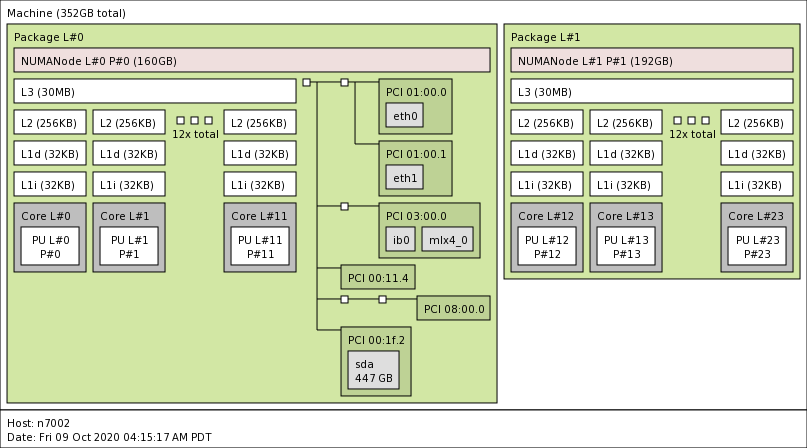 Machine (352GB total)
Package L#0
NUMANode L#0 P#0 (160GB)
L3 (30MB)
L2 (256KB) L2 (256KB) 12x total L2 (256KB)
L1d (32KB) L1d (32KB) L1d (32KB)
L1i (32KB) L1i (32KB) L1i (32KB)
Core L#0 Core L#1 Core L#11
PU L#0 PU L#1 PU L#11
P#0 P#1 P#11
PCI 01:00.0
eth0
PCI 01:00.1
eth1
PCI 03:00.0
ib0 mlx4_0
PCI 00:11.4
PCI 08:00.0
PCI 00:1f.2
sda
447 GB
Package L#1
NUMANode L#1 P#1 (192GB)
L3 (30MB)
L2 (256KB) L2 (256KB) 12x total L2 (256KB)
L1d (32KB) L1d (32KB) L1d (32KB)
L1i (32KB) L1i (32KB) L1i (32KB)
Core L#12 Core L#13 Core L#23
PU L#12 PU L#13 PU L#23
P#12 P#13 P#23
Host: n7002
Date: Fri 09 Oct 2020 04:15:17 AM PDT